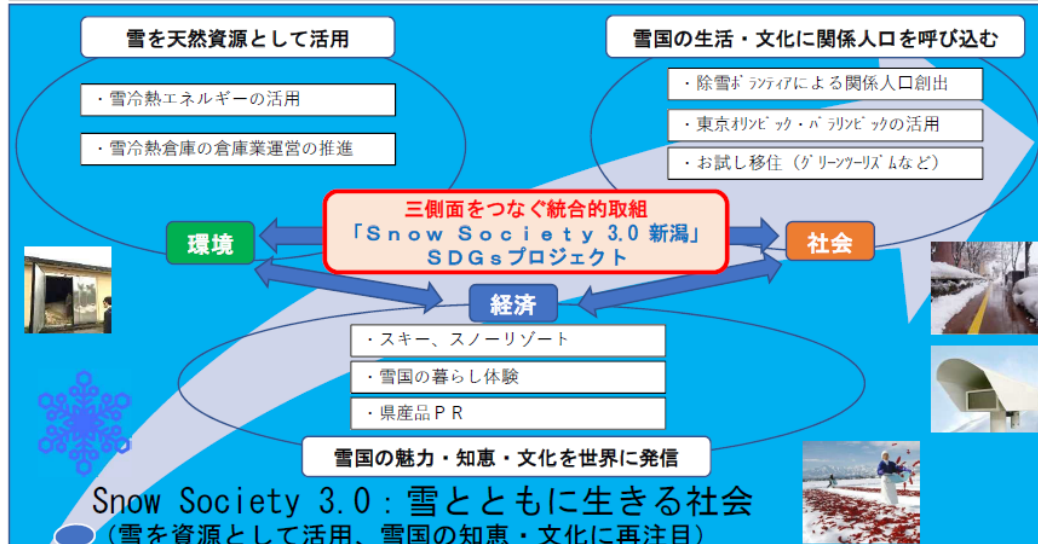 雪を天然資源として活用
・雪冷熱エネルギーの活用
・雪冷熱倉庫の倉庫業運営の推進
雪国の生活・文化に関係人口を呼び込む
・除雪ﾎﾞﾗﾝﾃｨｱによる関係人口創出
・東京ｵﾘﾝﾋﾟｯｸ・ﾊﾟﾗﾘﾝﾋﾟｯｸの活用
・お試し移住（ｸﾞﾘｰﾝﾂｰﾘｽﾞﾑなど）
三側面をつなぐ統合的取組
「Ｓｎｏｗ Ｓｏｃｉｅｔｙ 3.0 新潟」
ＳＤＧｓプロジェクト
環境
社会
経済
・スキー、スノーリゾート
・雪国の暮らし体験
・県産品ＰＲ
雪国の魅力・知恵・文化を世界に発信
Snow Society 3.0：雪とともに生きる社会
（雪を資源として活用、雪国の知恵・文化に再注目）